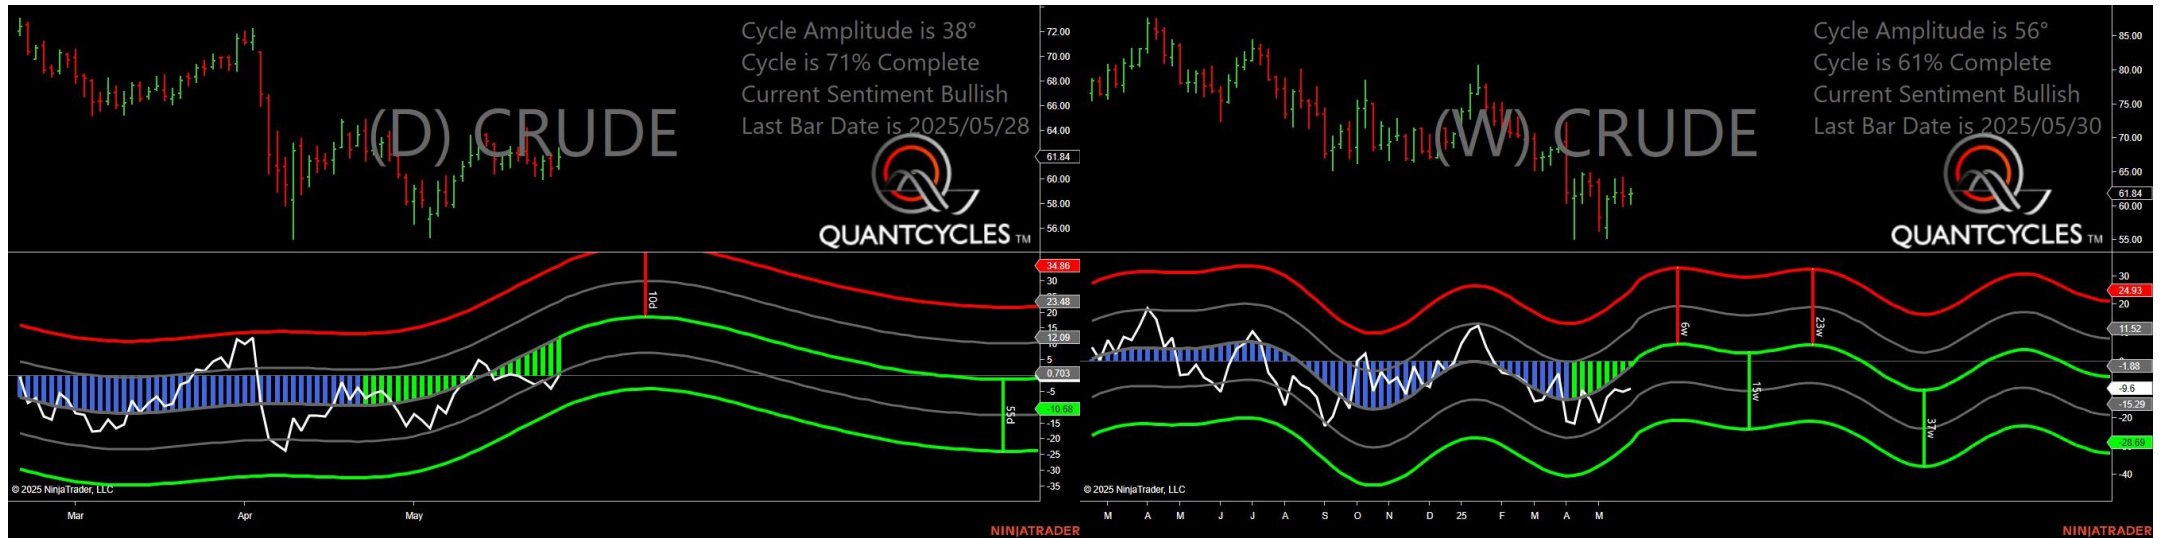 Cycle Amplitude is 38°
Cycle is 71% Complete
Current Sentiment Bullish
Last Bar Date is 2025/05/28
(D) CRUDE
QUANTCYCLES TM
72.00
70.00
68.00
66.00
64.00
61.84
60.00
58.00
56.00
34.86
30
23.48
20
15
12.09
5
0.703
-5
-10.68
-15
-20
-25
-30
-35
10d
55d
© 2025 NinjaTrader, LLC
Mar Apr May
NINJATRADER
Cycle Amplitude is 56°
Cycle is 61% Complete
Current Sentiment Bullish
Last Bar Date is 2025/05/30
(W) CRUDE
QUANTCYCLES TM
85.00
80.00
75.00
70.00
65.00
61.84
60.00
55.00
30
24.93
20
11.52
-1.88
-9.6
-15.29
-20
-28.69
-40
6w
15w
23w
37w
© 2025 NinjaTrader, LLC
M A M J J A S O N D 25 F M A M
NINJATRADER